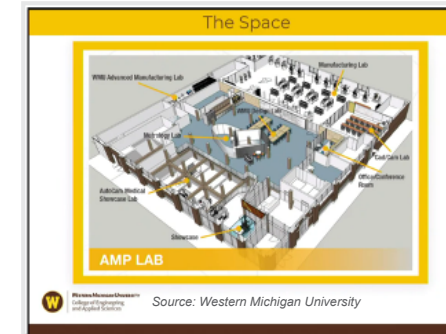 The Space
Manufacturing Lab
WMU Advanced Manufacturing Lab
Metrology Lab
Cad/Cam Lab
Office/Conference
Room
AutoCam Medical
Showcase Lab
Showcase
AMP LAB
Western Michigan University
College of Engineering
and Applied Sciences
Source: Western Michigan University